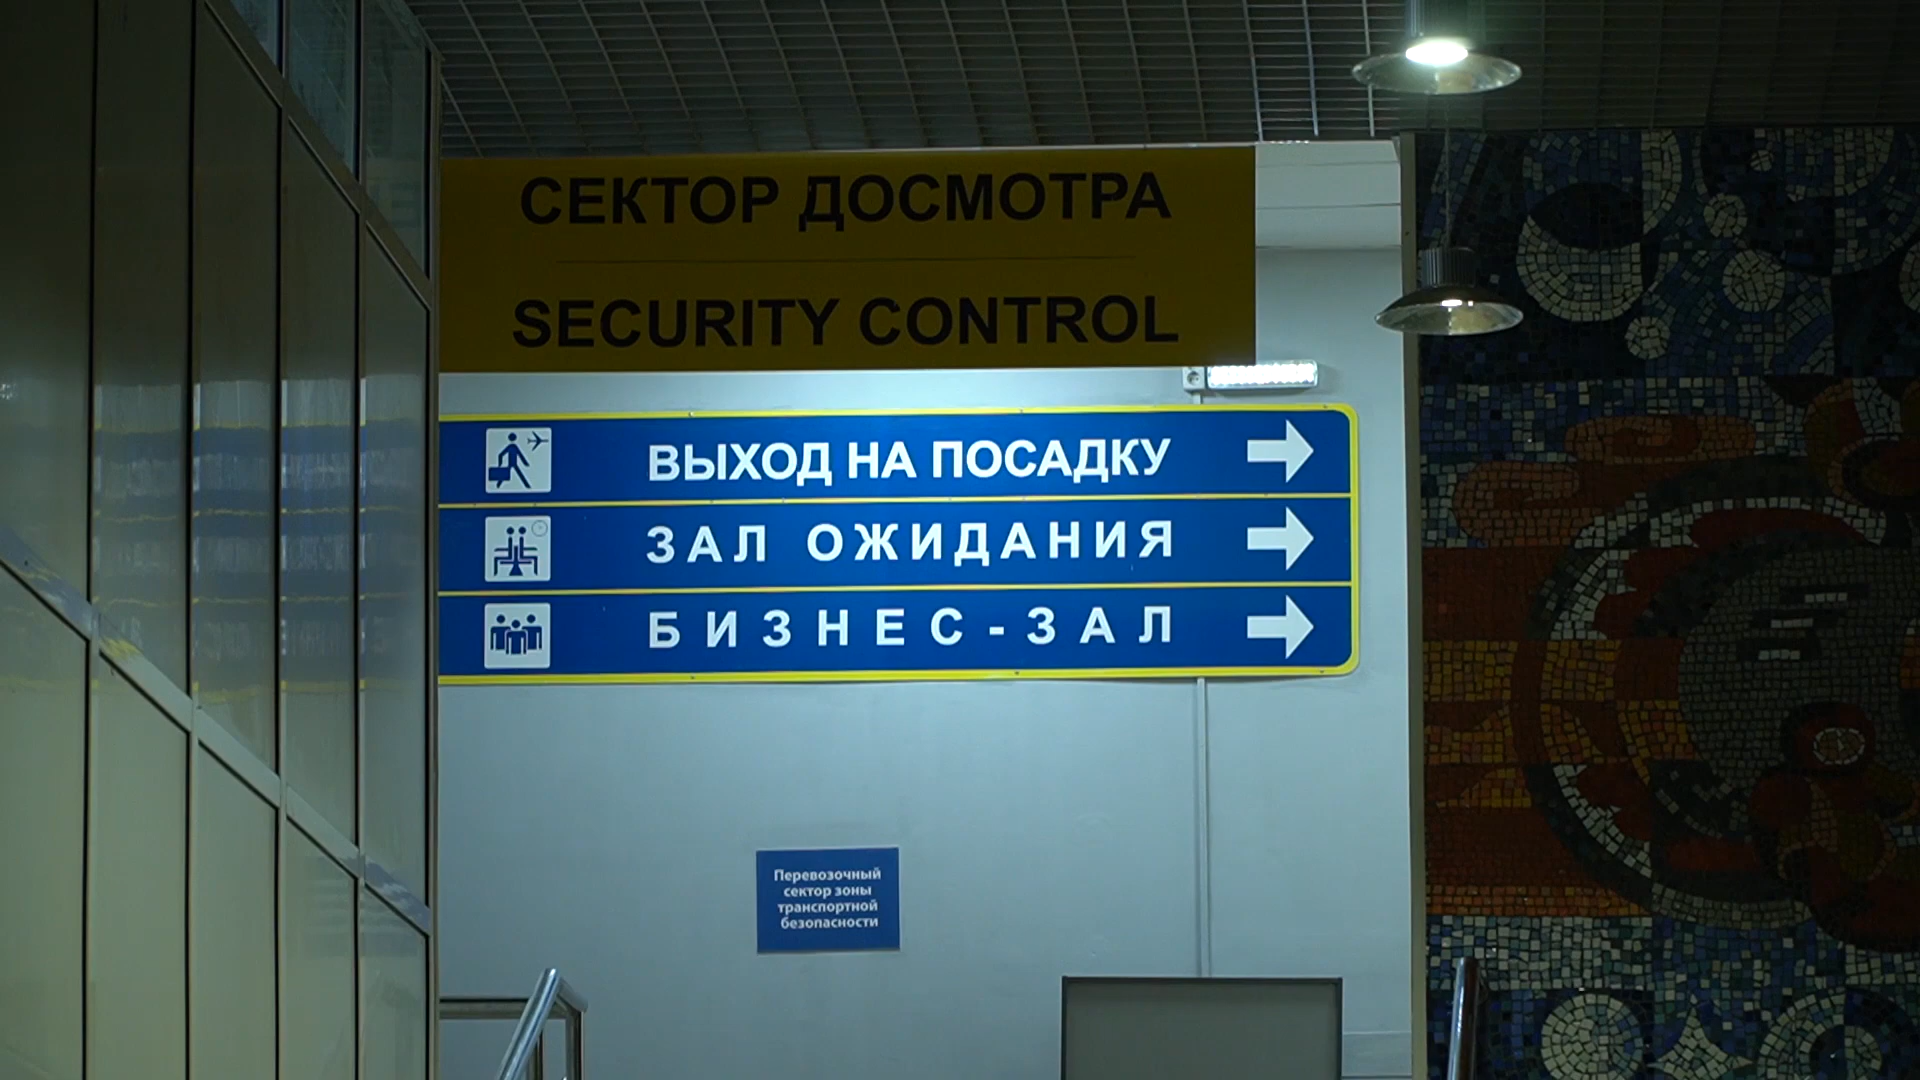 СЕКТОР ДОСМОТРА
SECURITY CONTROL
ВЫХОД НА ПОСАДКУ
ЗАЛ ОЖИДАНИЯ
БИЗНЕС-ЗАЛ
Перевозочный
сектор зоны
транспортной
безопасности